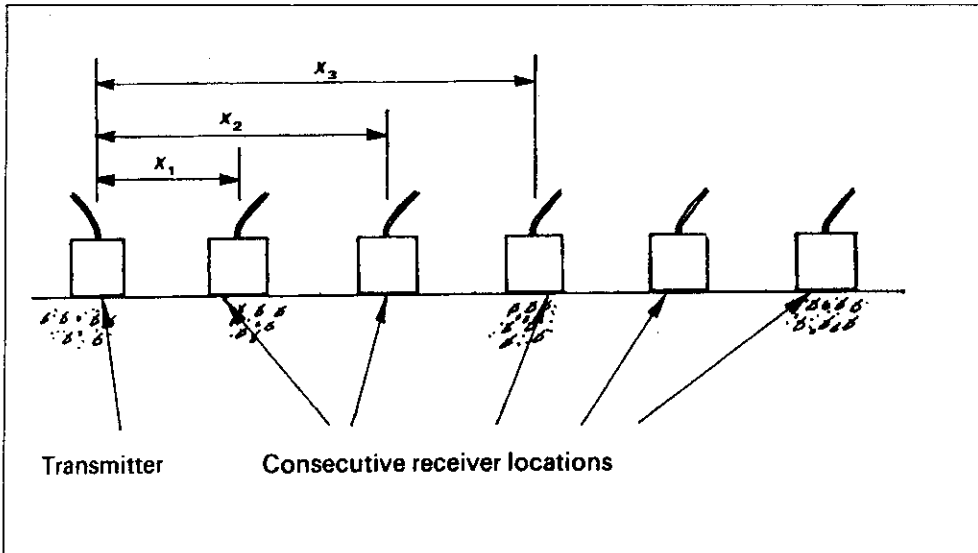 x₃
x₂
x₁
Transmitter
Consecutive receiver locations